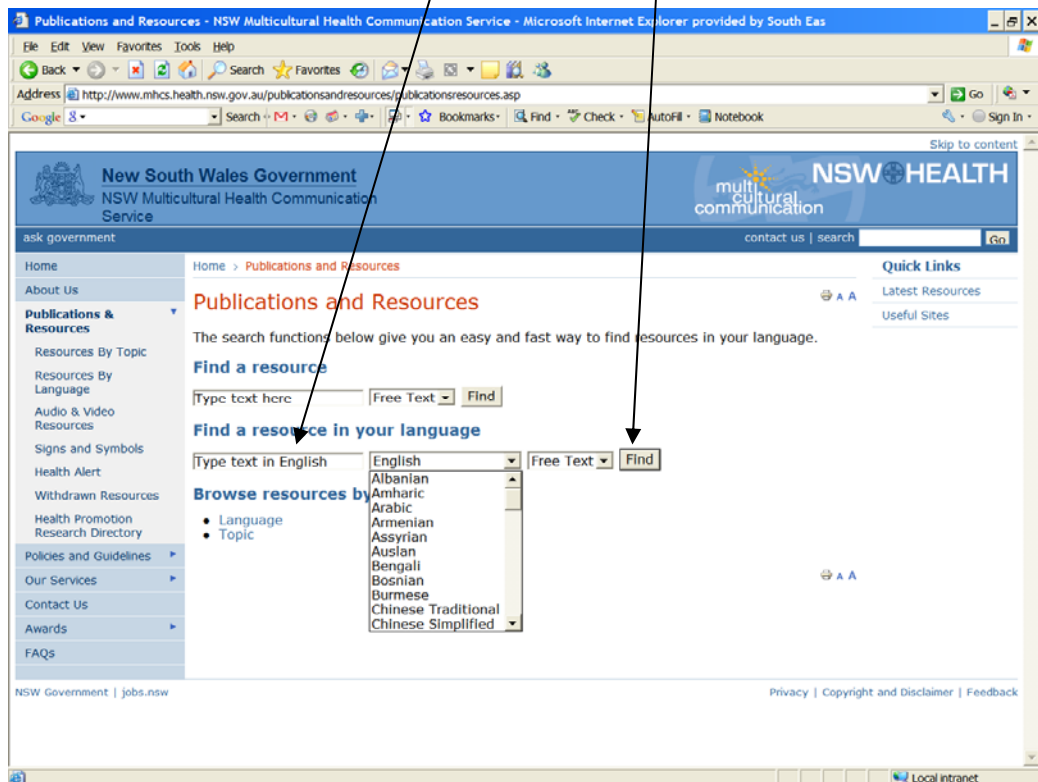 Publications and Resources - NSW Multicultural Health Communication Service - Microsoft Internet Explorer provided by South Eas
File Edit View Favorites Tools Help
Back Search Favorites
Address http://www.mhcs.health.nsw.gov.au/publicationsandresources/publicationsresources.asp Go
Google Search Bookmarks Find Check AutoFill Notebook Sign In
Skip to content
New South Wales Government
NSW Multicultural Health Communication
Service
multi
cultural
communication
NSW HEALTH
ask government contact us | search Go
Home
About Us
Publications &
Resources
Resources By Topic
Resources By
Language
Audio & Video
Resources
Signs and Symbols
Health Alert
Withdrawn Resources
Health Promotion
Research Directory
Policies and Guidelines
Our Services
Contact Us
Awards
FAQs
Home > Publications and Resources
Publications and Resources
A A
The search functions below give you an easy and fast way to find resources in your language.
Find a resource
Type text here Free Text Find
Find a resource in your language
Type text in English English Free Text Find
Albanian
Amharic
Arabic
Armenian
Assyrian
Auslan
Bengali
Bosnian
Burmese
Chinese Traditional
Chinese Simplified
Browse resources by
Language
Topic
A A
Quick Links
Latest Resources
Useful Sites
NSW Government | jobs.nsw Privacy | Copyright and Disclaimer | Feedback
Local intranet